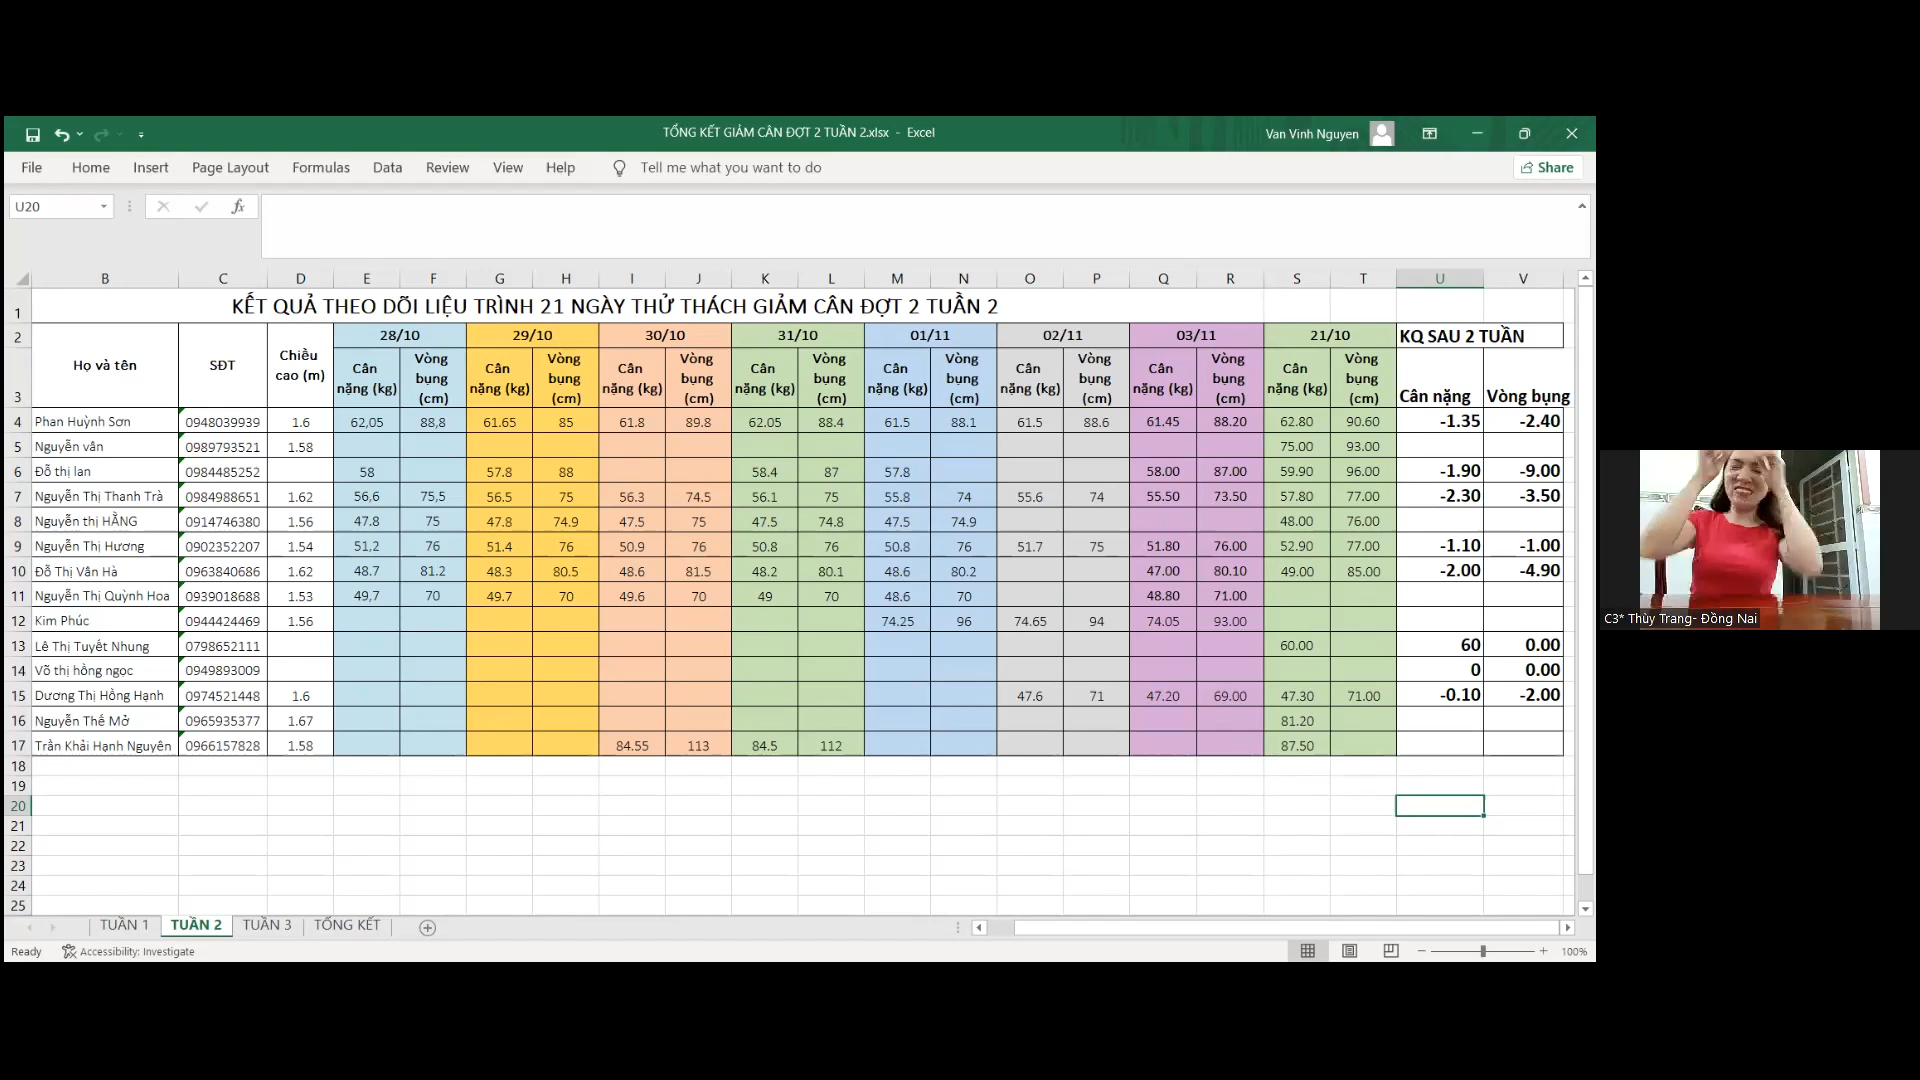 TỔNG KẾT GIẢM CÂN ĐỢT 2 TUẦN 2.xlsx - Excel
Van Vinh Nguyen
File Home Insert Page Layout Formulas Data Review View Help Tell me what you want to do Share
U20 fx
B C D E F G H I J K L M N O P Q R S T U V
1 KẾT QUẢ THEO DÕI LIỆU TRÌNH 21 NGÀY THỬ THÁCH GIẢM CÂN ĐỢT 2 TUẦN 2
2 Họ và tên SĐT Chiều cao (m) 28/10 29/10 30/10 31/10 01/11 02/11 03/11 21/10 KQ SAU 2 TUẦN
3 Cân nặng (kg) Vòng bụng (cm) Cân nặng (kg) Vòng bụng (cm) Cân nặng (kg) Vòng bụng (cm) Cân nặng (kg) Vòng bụng (cm) Cân nặng (kg) Vòng bụng (cm) Cân nặng (kg) Vòng bụng (cm) Cân nặng (kg) Vòng bụng (cm) Cân nặng (kg) Vòng bụng (cm) Cân nặng Vòng bụng
4 Phan Huỳnh Sơn 0948039939 1.6 62,05 88,8 61.65 85 61.8 89.8 62.05 88.4 61.5 88.1 61.5 88.6 61.45 88.20 62.80 90.60 -1.35 -2.40
5 Nguyễn vân 0989793521 1.58 75.00 93.00
6 Đỗ thị lan 0984485252 58 57.8 88 58.4 87 57.8 58.00 87.00 59.90 96.00 -1.90 -9.00
7 Nguyễn Thị Thanh Trà 0984988651 1.62 56,6 75,5 56.5 75 56.3 74.5 56.1 75 55.8 74 55.6 74 55.50 73.50 57.80 77.00 -2.30 -3.50
8 Nguyễn thị HẰNG 0914746380 1.56 47.8 75 47.8 74.9 47.5 75 47.5 74.8 47.5 74.9 48.00 76.00
9 Nguyễn Thị Hương 0902352207 1.54 51,2 76 51.4 76 50.9 76 50.8 76 50.8 76 51.7 75 51.80 76.00 52.90 77.00 -1.10 -1.00
10 Đỗ Thị Vân Hà 0963840686 1.62 48.7 81.2 48.3 80.5 48.6 81.5 48.2 80.1 48.6 80.2 47.00 80.10 49.00 85.00 -2.00 -4.90
11 Nguyễn Thị Quỳnh Hoa 0939018688 1.53 49,7 70 49.7 70 49.6 70 49 70 48.6 70 48.80 71.00
12 Kim Phúc 0944424469 1.56 74.25 96 74.65 94 74.05 93.00
13 Lê Thị Tuyết Nhung 0798652111 60.00 60 0.00
14 Võ thị hồng ngọc 0949893009 0 0.00
15 Dương Thị Hồng Hạnh 0974521448 1.6 47.6 71 47.20 69.00 47.30 71.00 -0.10 -2.00
16 Nguyễn Thế Mở 0965935377 1.67 81.20
17 Trần Khải Hạnh Nguyên 0966157828 1.58 84.55 113 84.5 112 87.50
18
19
20
21
22
23
24
25
TUẦN 1 TUẦN 2 TUẦN 3 TỔNG KẾT
Ready Accessibility: Investigate 100%
C3* Thùy Trang- Đồng Nai